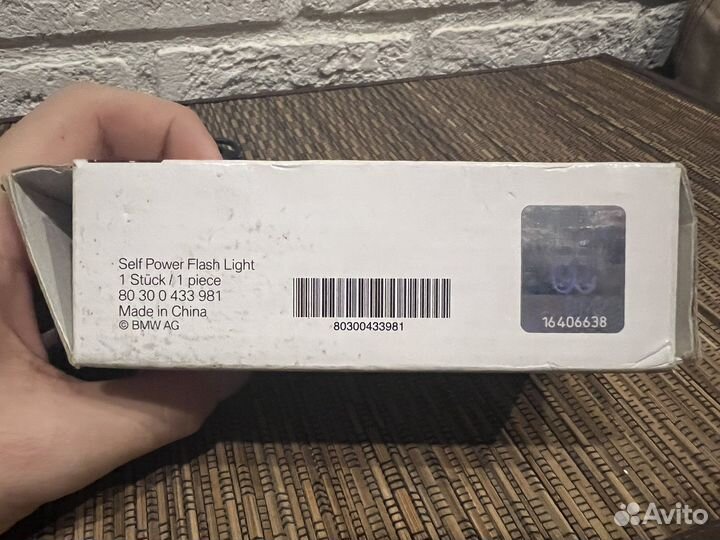 Self Power Flash Light
1 Stück / 1 piece
80 30 0 433 981
Made in China
© BMW AG
80300433981
16406638
Avito